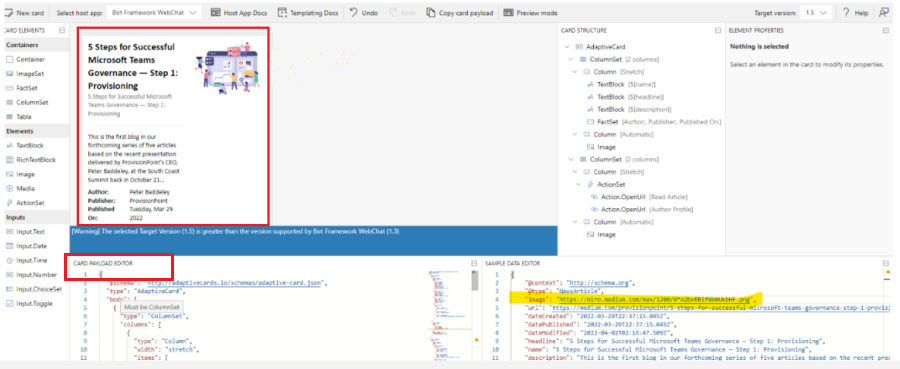 New card Select host app: Bot Framework WebChat Host App Docs Templating Docs Undo Redo Copy card payload Preview mode Target version: 1.5 Help
CARD ELEMENTS
Containers
Container
ImageSet
FactSet
ColumnSet
Table
Elements
TextBlock
RichTextBlock
Image
Media
ActionSet
Inputs
Input.Text
Input.Date
Input.Time
Input.Number
Input.ChoiceSet
Input.Toggle
5 Steps for Successful
Microsoft Teams
Governance — Step 1:
Provisioning
5 Steps for Successful Microsoft
Teams Governance — Step 1:
Provisioning
This is the first blog in our
forthcoming series of five articles
based on the recent presentation
delivered by ProvisionPoint's CEO,
Peter Baddeley, at the South Coast
Summit back in October 21...
Author: Peter Baddeley
Publisher: ProvisionPoint
Published Tuesday, Mar 29
On: 2022
[Warning] The selected Target Version (1.5) is greater than the version supported by Bot Framework WebChat (1.3)
CARD STRUCTURE
AdaptiveCard
ColumnSet [2 columns]
Column [Stretch]
TextBlock [${name}]
TextBlock [${headline}]
TextBlock [${description}]
FactSet [Author:, Publisher:, Published On:]
Column [Automatic]
Image
ColumnSet [2 columns]
Column [Stretch]
ActionSet
Action.OpenUrl [Read Article]
Action.OpenUrl [Author Profile]
Column [Automatic]
Image
ELEMENT PROPERTIES
Nothing is selected
Select an element in the card to modify its properties.
CARD PAYLOAD EDITOR
1 {
2 "$schema": "http://adaptivecards.io/schemas/adaptive-card.json",
3 "type": "AdaptiveCard",
4 "body": [
5 {
Must be ColumnSet
6 "type": "ColumnSet",
7 "columns": [
8 {
9 "type": "Column",
10 "width": "stretch",
11 "items": [
SAMPLE DATA EDITOR
1 {
2 "@context": "http://schema.org",
3 "@type": "NewsArticle",
4 "image": "https://miro.medium.com/max/1200/
5 "url": "https://medium.com/provisionpoint/5-steps-for-successful-microsoft-teams-governance-step-1-provisi
6 "dateCreated": "2022-03-29T22:37:15.045Z",
7 "datePublished": "2022-03-29T22:37:15.045Z",
8 "dateModified": "2022-04-02T10:16:47.509Z",
9 "headline": "5 Steps for Successful Microsoft Teams Governance — Step 1: Provisioning",
10 "name": "5 Steps for Successful Microsoft Teams Governance — Step 1: Provisioning",
11 "description": "This is the first blog in our forthcoming series of five articles based on the recent pres